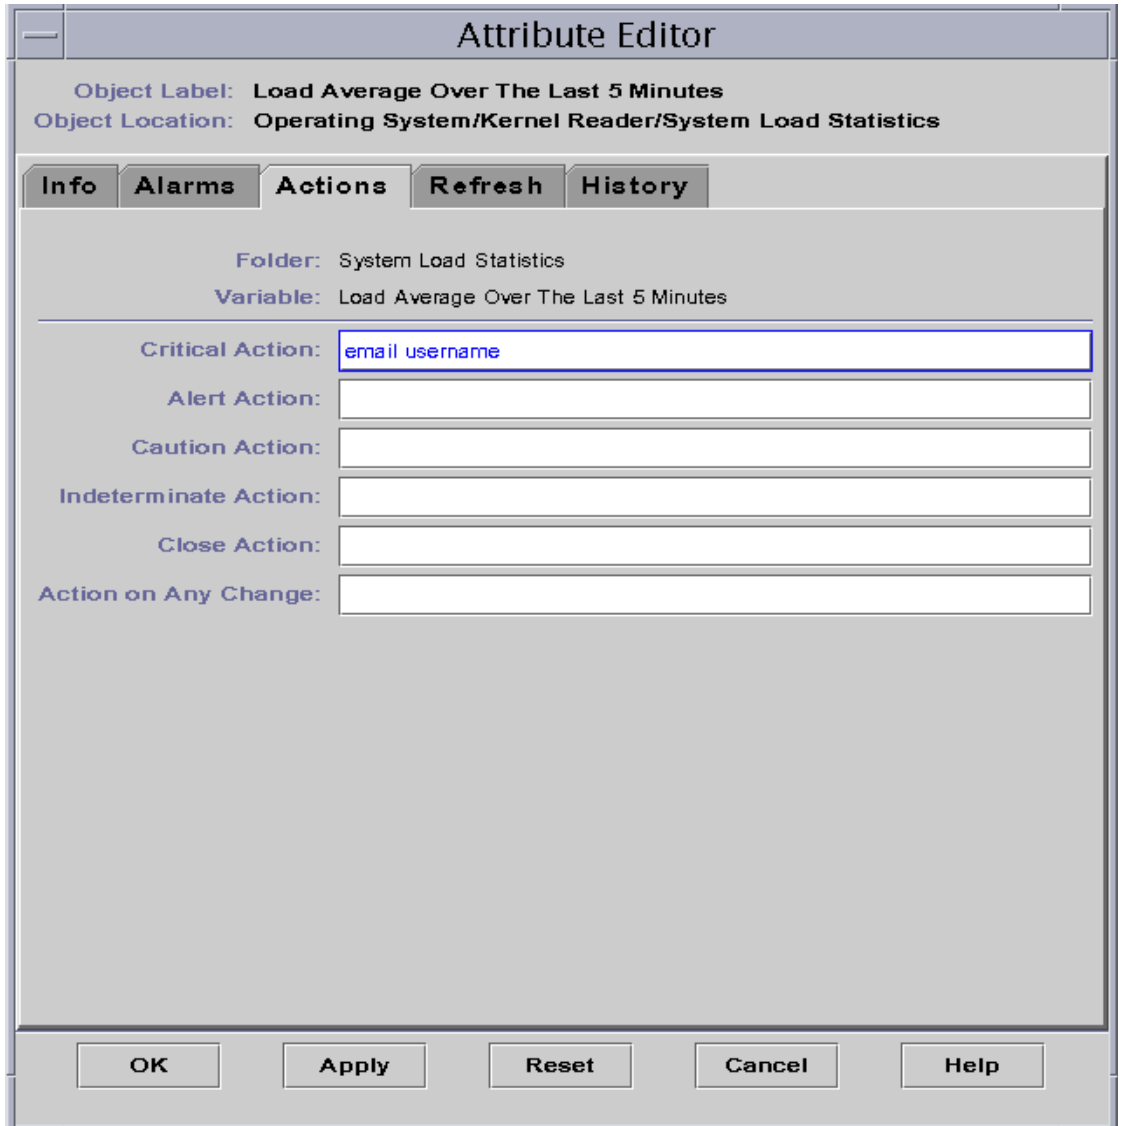 Attribute Editor
Object Label: Load Average Over The Last 5 Minutes
Object Location: Operating System/Kernel Reader/System Load Statistics
Info Alarms Actions Refresh History
Folder: System Load Statistics
Variable: Load Average Over The Last 5 Minutes
Critical Action: email username
Alert Action:
Caution Action:
Indeterminate Action:
Close Action:
Action on Any Change:
OK Apply Reset Cancel Help